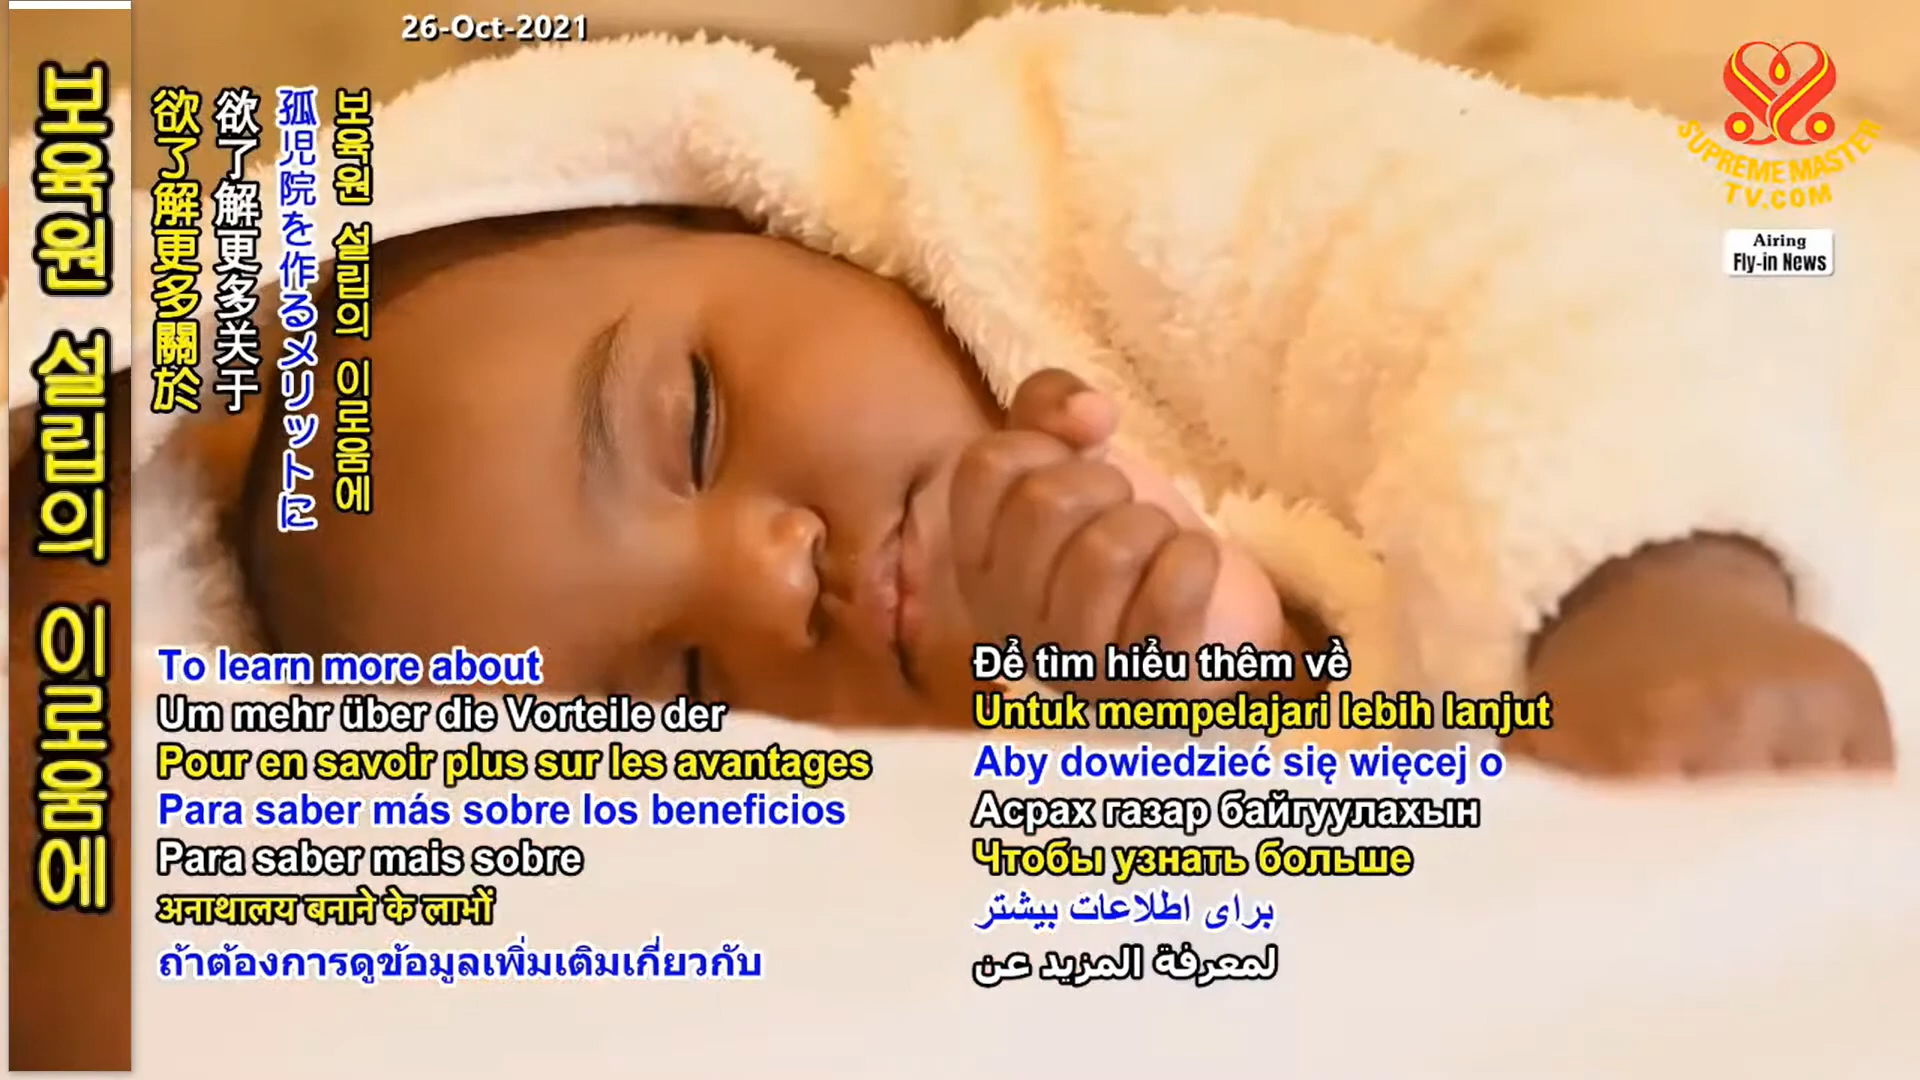 26-Oct-2021
보육원 설립의 이로움에
欲了解更多關於
欲了解更多关于
孤児院を作るメリットに
보육원 설립의 이로움에
SUPREME MASTER
TV.COM
Airing
Fly-in News
To learn more about
Um mehr über die Vorteile der
Pour en savoir plus sur les avantages
Para saber más sobre los beneficios
Para saber mais sobre
अनाथालय बनाने के लाभों
ถ้าต้องการดูข้อมูลเพิ่มเติมเกี่ยวกับ
Để tìm hiểu thêm về
Untuk mempelajari lebih lanjut
Aby dowiedzieć się więcej o
Асрах газар байгуулахын
Чтобы узнать больше
برای اطلاعات بیشتر
لمعرفة المزيد عن